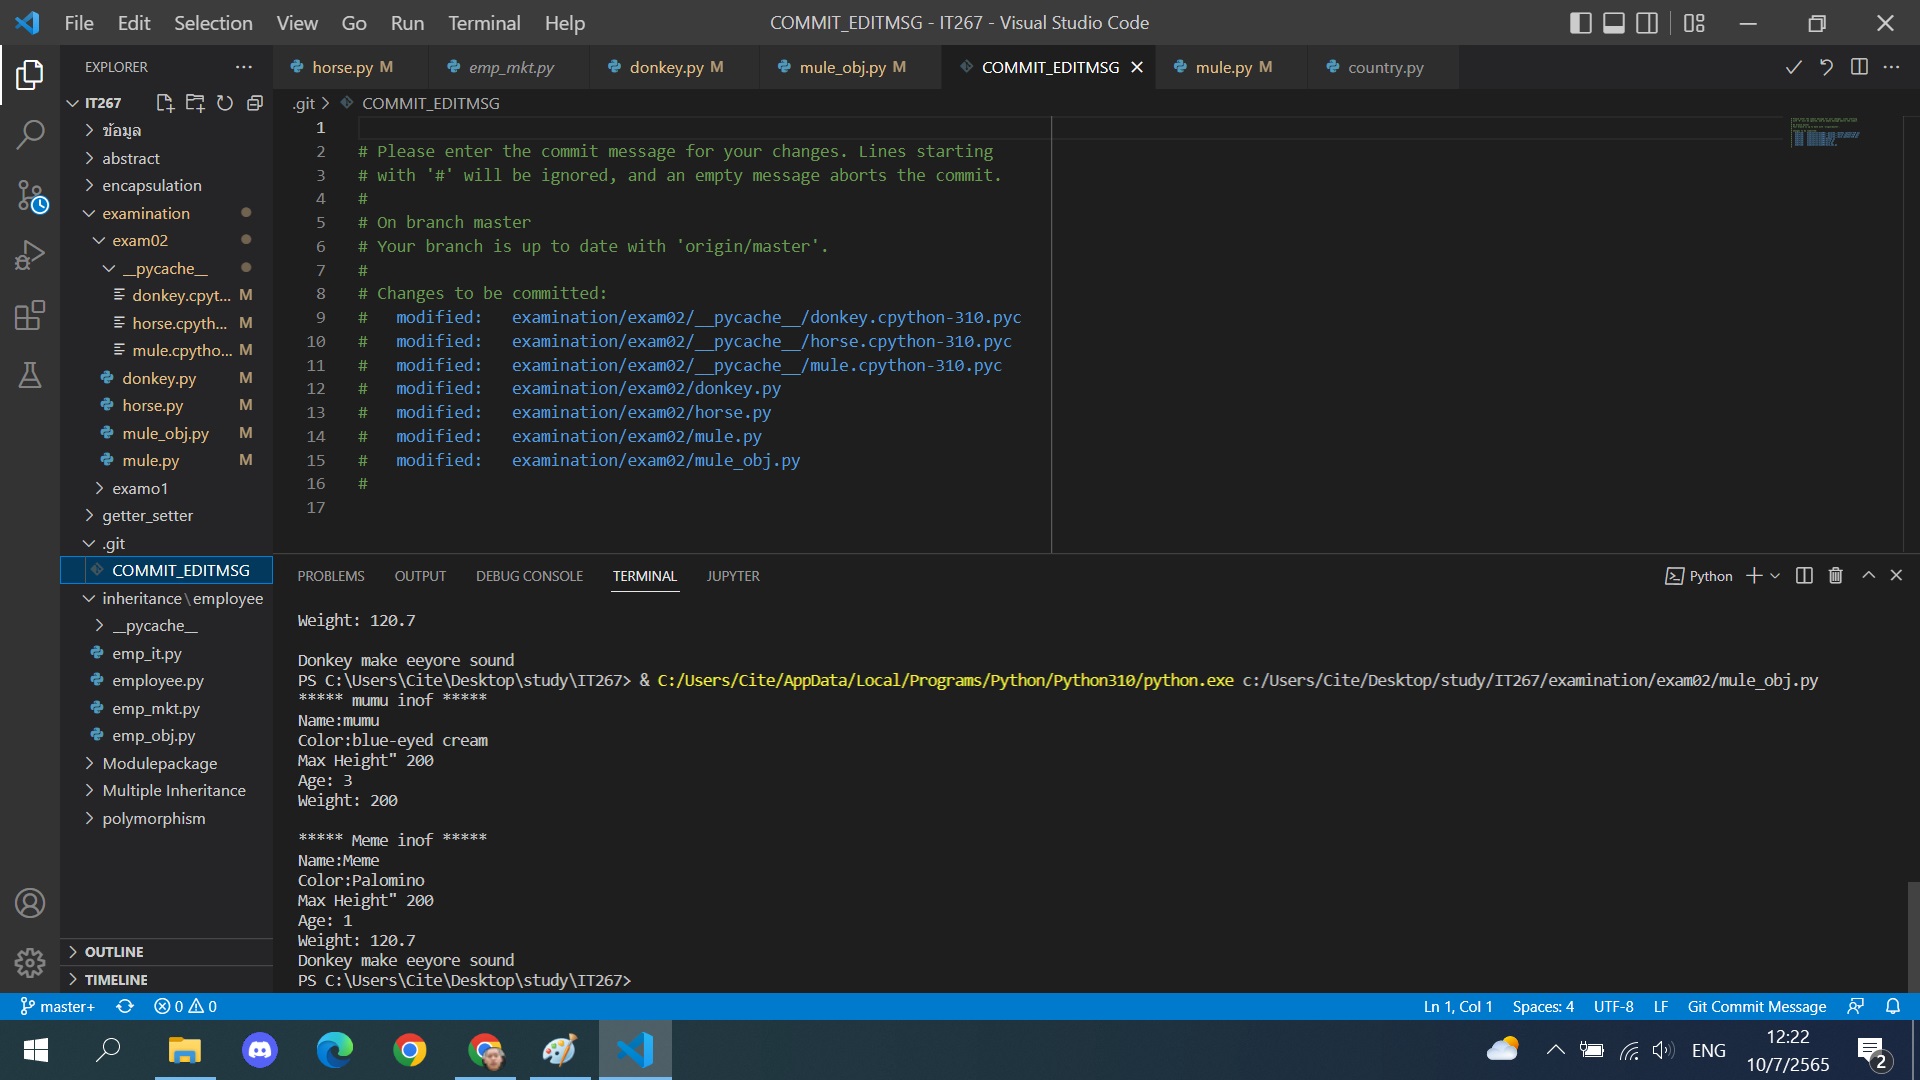 File Edit Selection View Go Run Terminal Help
COMMIT_EDITMSG - IT267 - Visual Studio Code
EXPLORER
horse.py M
emp_mkt.py
donkey.py M
mule_obj.py M
COMMIT_EDITMSG
mule.py M
country.py
IT267
ข้อมูล
abstract
encapsulation
examination
exam02
__pycache__
donkey.cpyt... M
horse.cpyth... M
mule.cpytho... M
donkey.py M
horse.py M
mule_obj.py M
mule.py M
examo1
getter_setter
.git
COMMIT_EDITMSG
inheritance\employee
__pycache__
emp_it.py
employee.py
emp_mkt.py
emp_obj.py
Modulepackage
Multiple Inheritance
polymorphism
OUTLINE
TIMELINE
.git > COMMIT_EDITMSG
1
2 # Please enter the commit message for your changes. Lines starting
3 # with '#' will be ignored, and an empty message aborts the commit.
4 #
5 # On branch master
6 # Your branch is up to date with 'origin/master'.
7 #
8 # Changes to be committed:
9 # modified: examination/exam02/__pycache__/donkey.cpython-310.pyc
10 # modified: examination/exam02/__pycache__/horse.cpython-310.pyc
11 # modified: examination/exam02/__pycache__/mule.cpython-310.pyc
12 # modified: examination/exam02/donkey.py
13 # modified: examination/exam02/horse.py
14 # modified: examination/exam02/mule.py
15 # modified: examination/exam02/mule_obj.py
16 #
17
PROBLEMS OUTPUT DEBUG CONSOLE TERMINAL JUPYTER
Python
Weight: 120.7
Donkey make eeyore sound
PS C:\Users\Cite\Desktop\study\IT267> & C:/Users/Cite/AppData/Local/Programs/Python/Python310/python.exe c:/Users/Cite/Desktop/study/IT267/examination/exam02/mule_obj.py
***** mumu inof *****
Name:mumu
Color:blue-eyed cream
Max Height" 200
Age: 3
Weight: 200
***** Meme inof *****
Name:Meme
Color:Palomino
Max Height" 200
Age: 1
Weight: 120.7
Donkey make eeyore sound
PS C:\Users\Cite\Desktop\study\IT267>
master+ 0 0
Ln 1, Col 1 Spaces: 4 UTF-8 LF Git Commit Message
ENG
12:22
10/7/2565
2